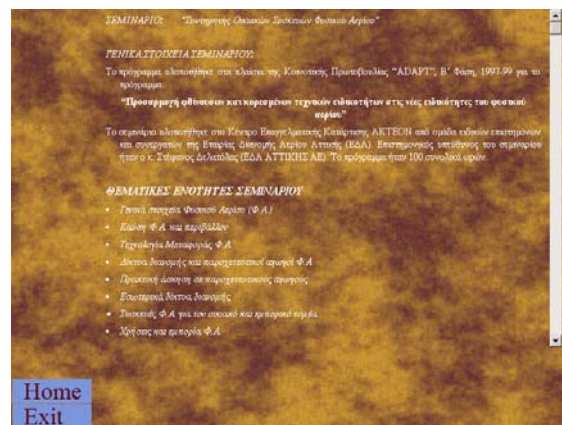 ΣΕΜΙΝΑΡΙΟ: "Συντηρητής Οικιακών Συσκευών Φυσικού Αερίου"
ΓΕΝΙΚΑ ΣΤΟΙΧΕΙΑ ΣΕΜΙΝΑΡΙΟΥ:
Το πρόγραμμα υλοποιήθηκε στα πλαίσια της Κοινοτικής Πρωτοβουλίας "ADAPT", Β' Φάση, 1997-99 για το
πρόγραμμα:
"Προσαρμογή φθίνουσων και κορεσμένων τεχνικών ειδικοτήτων στις νέες ειδικότητες του φυσικού
αερίου"
Το σεμινάριο υλοποιήθηκε στο Κέντρο Επαγγελματικής Κατάρτισης ΑΚΤΕΟΝ από ομάδα ειδικών επιστημόνων
και συνεργατών της Εταιρίας Διανομής Αερίου Αττικής (ΕΔΑ). Επιστημονικός υπεύθυνος του σεμιναρίου
ήταν ο κ. Στέφανος Δελατόλας (ΕΔΑ ΑΤΤΙΚΗΣ ΑΕ). Το πρόγραμμα ήταν 100 συνολικά ωρών.
ΘΕΜΑΤΙΚΕΣ ΕΝΟΤΗΤΕΣ ΣΕΜΙΝΑΡΙΟΥ
• Γενικά στοιχεία Φυσικού Αερίου (Φ.Α.)
• Καύση Φ.Α. και περιβάλλον
• Τεχνολογία Μεταφοράς Φ.Α
• Δίκτυα διανομής και παροχετευτικοί αγωγοί Φ.Α
• Πρακτική άσκηση σε παροχετευτικούς αγωγούς
• Εσωτερικά δίκτυα διανομής
• Συσκευές Φ.Α. για τον οικιακό και εμπορικό τομέα
• Χρήσεις και εμπορία Φ.Α
Home
Exit